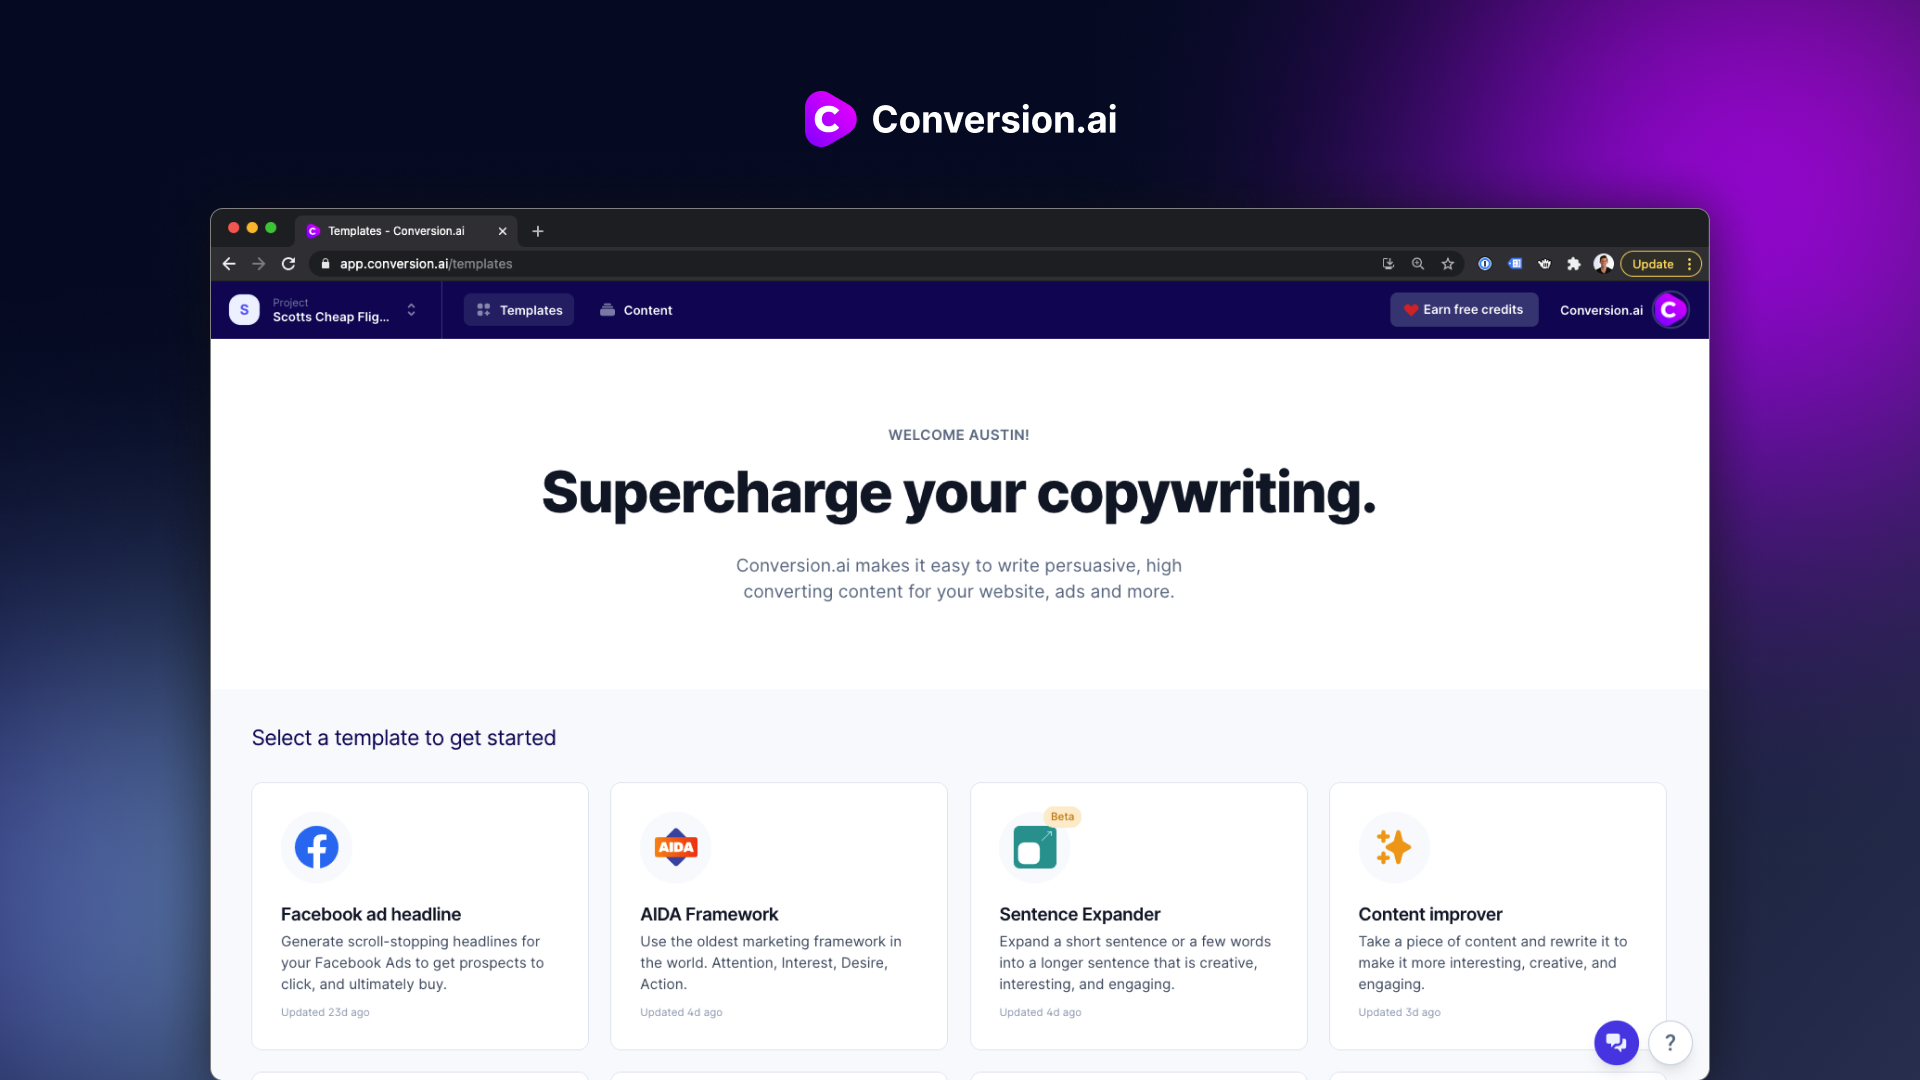 Conversion.ai
Templates - Conversion.ai
app.conversion.ai/templates
Update
S
Project
Scotts Cheap Flig...
Templates
Content
Earn free credits
Conversion.ai
WELCOME AUSTIN!
Supercharge your copywriting.
Conversion.ai makes it easy to write persuasive, high
converting content for your website, ads and more.
Select a template to get started
Facebook ad headline
Generate scroll-stopping headlines for
your Facebook Ads to get prospects to
click, and ultimately buy.
Updated 23d ago
AIDA
AIDA Framework
Use the oldest marketing framework in
the world. Attention, Interest, Desire,
Action.
Updated 4d ago
Beta
Sentence Expander
Expand a short sentence or a few words
into a longer sentence that is creative,
interesting, and engaging.
Updated 4d ago
Content improver
Take a piece of content and rewrite it to
make it more interesting, creative, and
engaging.
Updated 3d ago
?